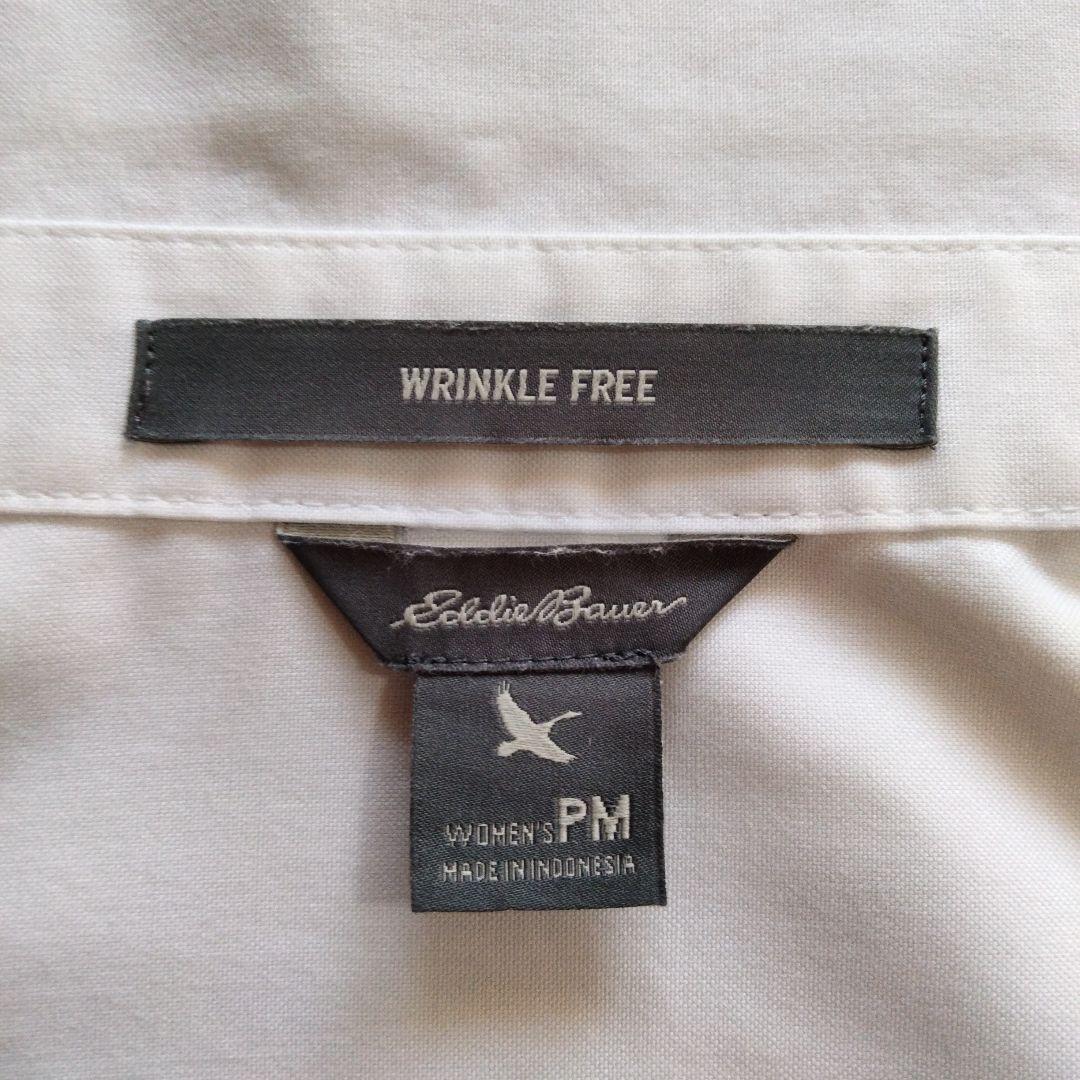 WRINKLE FREE
Eddie Bauer
WOMEN'S PM
MADE IN INDONESIA